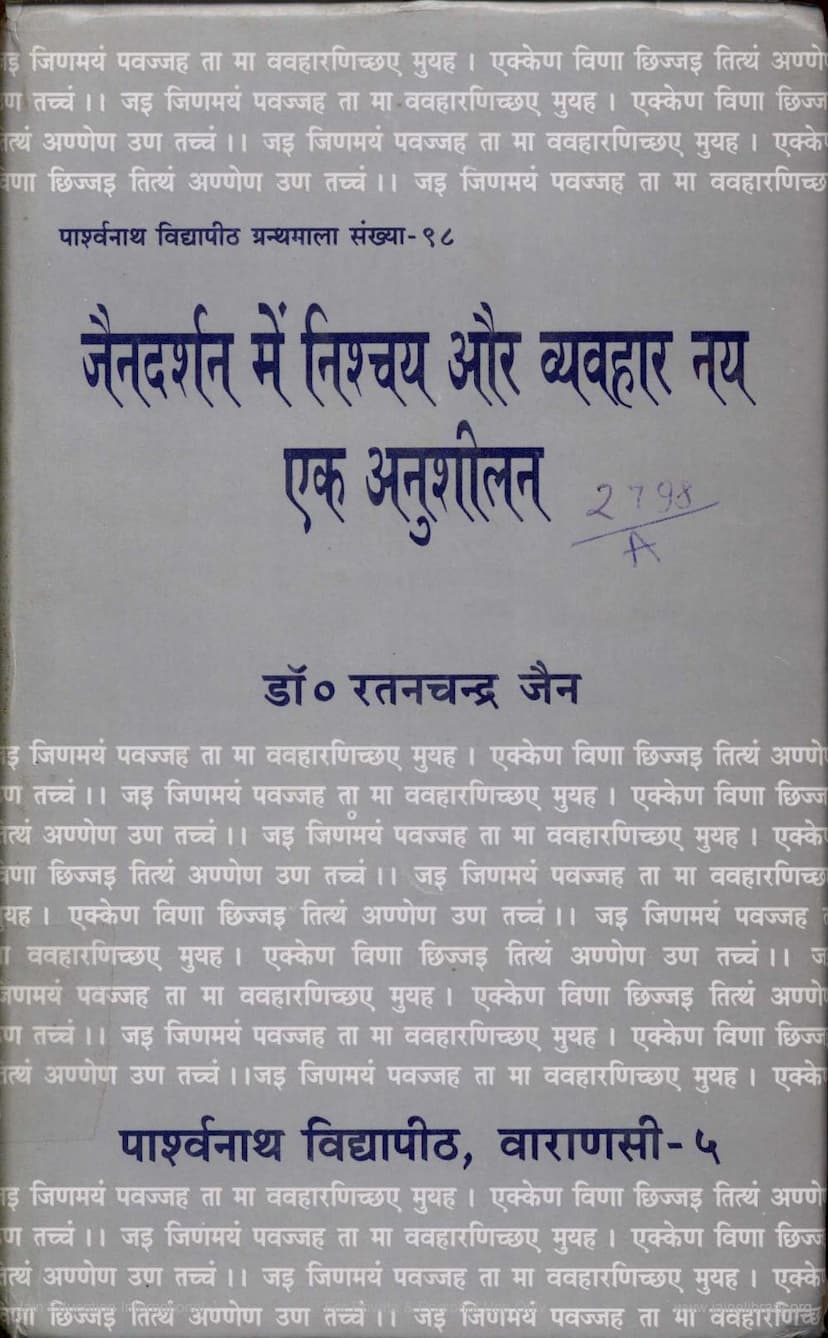 इ जिणमयं पवज्जह ता मा ववहारणिच्छए मुयह । एक्केण विणा छिज्जइ तित्थं अण्णे
ण तच्चं ।। जइ जिणमयं पवज्जह ता मा ववहारणिच्छए मुयह । एक्केण विणा छिज्ज
त्थं अण्णेण उण तच्चं ।। जइ जिणमयं पवज्जह ता मा ववहारणिच्छए मुयह । एक्के
वेणा छिज्जइ तित्थं अण्णेण उण तच्चं ।। जइ जिणमयं पवज्जह ता मा ववहारणिच्छ
पार्श्वनाथ विद्यापीठ ग्रन्थमाला संख्या-९८
जैनदर्शन में निश्चय और व्यवहार नय
एक अनुशीलन
2798
A
डॉ० रतनचन्द्र जैन
इ जिणमयं पवज्जह ता मा ववहारणिच्छए मुयह । एक्केण विणा छिज्जइ तित्थं अण्णे
ण तच्चं ।। जइ जिणमयं पवज्जह ता मा ववहारणिच्छए मुयह । एक्केण विणा छिज्ज
त्थं अण्णेण उण तच्चं ।। जइ जिणमयं पवज्जह ता मा ववहारणिच्छए मुयह । एक्के
वेणा छिज्जइ तित्थं अण्णेण उण तच्चं ।। जइ जिणमयं पवज्जह ता मा ववहारणिच्छ
यह । एक्केण विणा छिज्जइ तित्थं अण्णेण उण तच्चं ।। जइ जिणमयं पवज्जह
ववहारणिच्छए मुयह । एक्केण विणा छिज्जइ तित्थं अण्णेण उण तच्चं ।। ज
जिणमयं पवज्जह ता मा ववहारणिच्छए मुयह । एक्केण विणा छिज्जइ तित्थं अण्णे
ण तच्चं ।। जइ जिणमयं पवज्जह ता मा ववहारणिच्छए मुयह । एक्केण विणा छिज्ज
त्थं अण्णेण उण तच्चं ।।जइ जिणमयं पवज्जह ता मा ववहारणिच्छए मुयह । एक्के
पार्श्वनाथ विद्यापीठ, वाराणसी-५
इ जिणमयं पवज्जह ता मा ववहारणिच्छए मुयह । एक्केण विणा छिज्जइ तित्थं अण्णे
ण तच्चं ।। जइ जिणमयं पवज्जह ता मा ववहारणिच्छए मुयह । एक्केण विणा छिज्ज
त्थं अण्णेण उण तच्चं ।। जइ जिणमयं पवज्जह ता मा ववहारणिच्छए मुयह । एक्के
वेणा छिज्जइ तित्थं अण्णेण उण तच्चं ।। जइ जिणमयं पवज्जह ता मा ववहारणिच्छ
www.jainelibrary.org